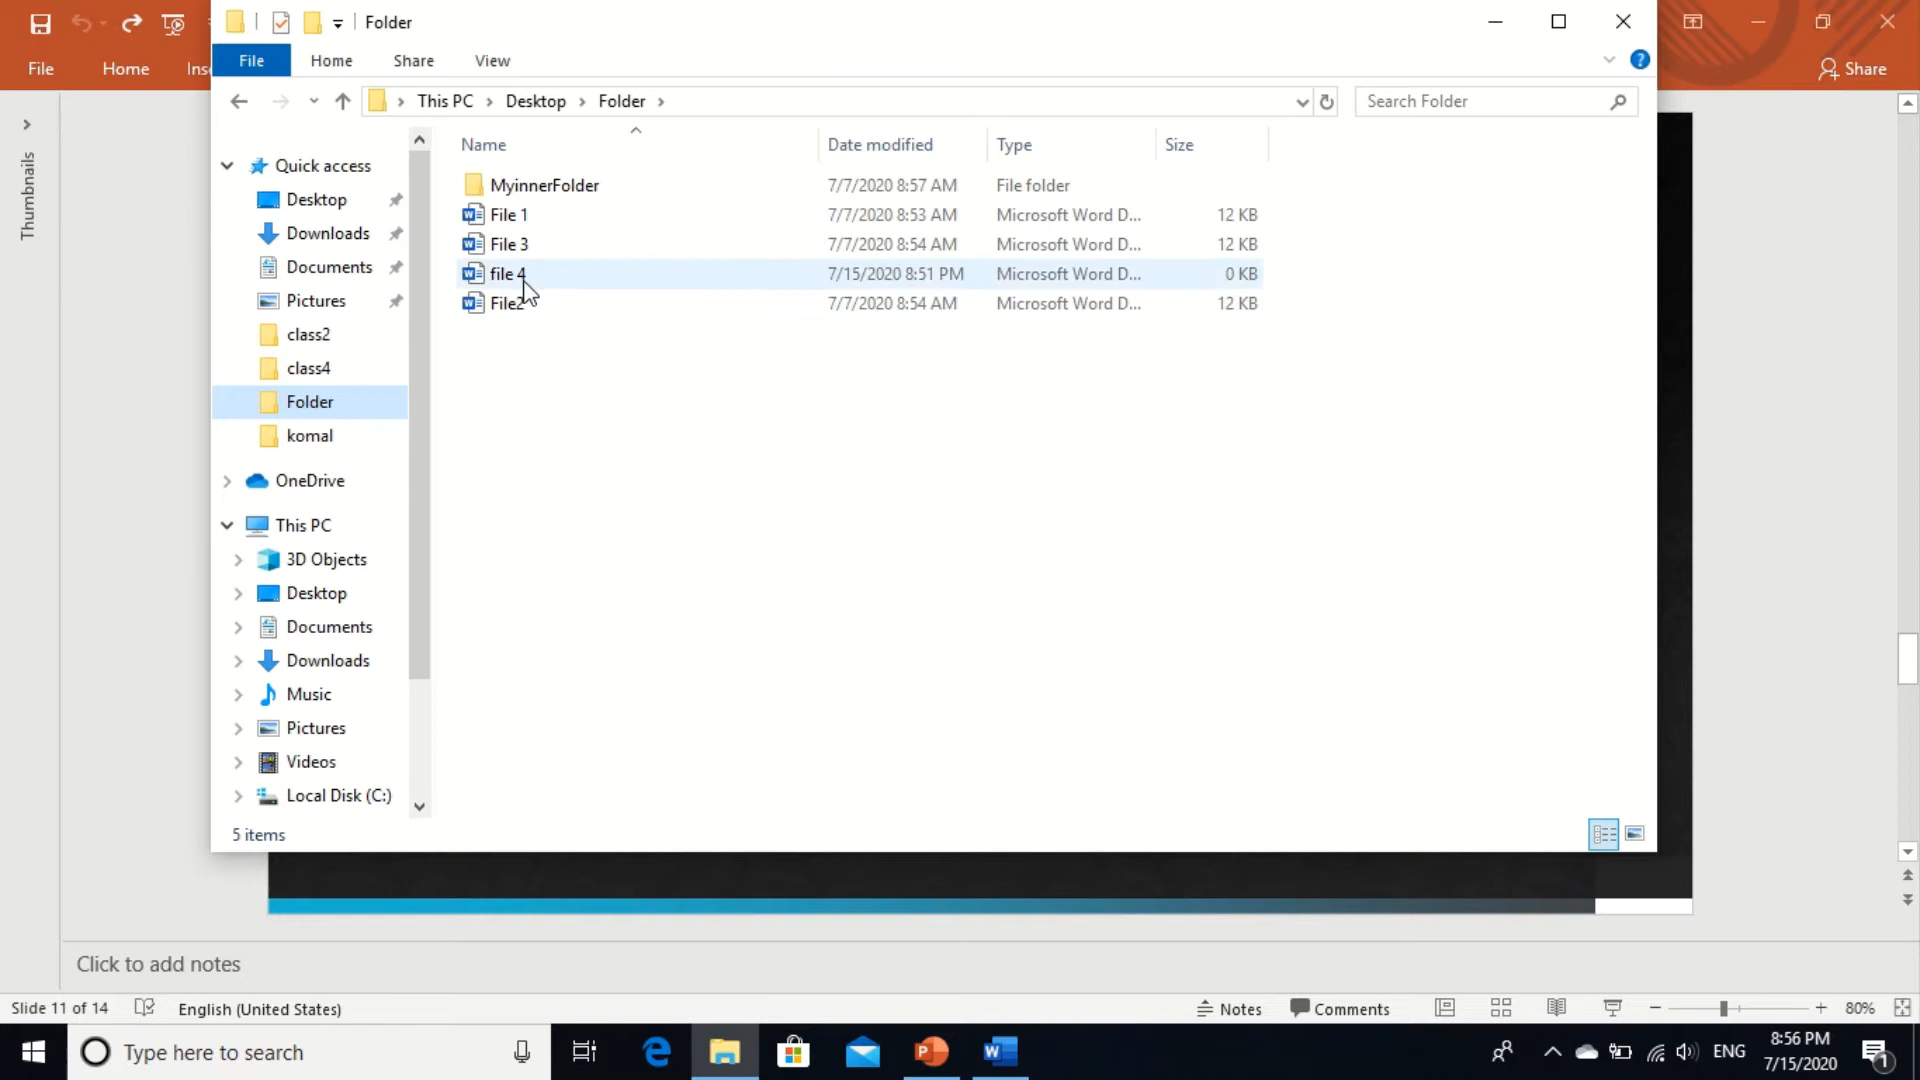 Folder
File Home Share View
File Home Ins
Share
This PC Desktop Folder
Search Folder
Thumbnails
Name Date modified Type Size
Quick access
Desktop
Downloads
Documents
Pictures
class2
class4
Folder
komal
OneDrive
This PC
3D Objects
Desktop
Documents
Downloads
Music
Pictures
Videos
Local Disk (C:)
MyinnerFolder 7/7/2020 8:57 AM File folder
File 1 7/7/2020 8:53 AM Microsoft Word D... 12 KB
File 3 7/7/2020 8:54 AM Microsoft Word D... 12 KB
file 4 7/15/2020 8:51 PM Microsoft Word D... 0 KB
File2 7/7/2020 8:54 AM Microsoft Word D... 12 KB
5 items
Click to add notes
Slide 11 of 14 English (United States) Notes Comments 80%
Type here to search
ENG
8:56 PM
7/15/2020
1